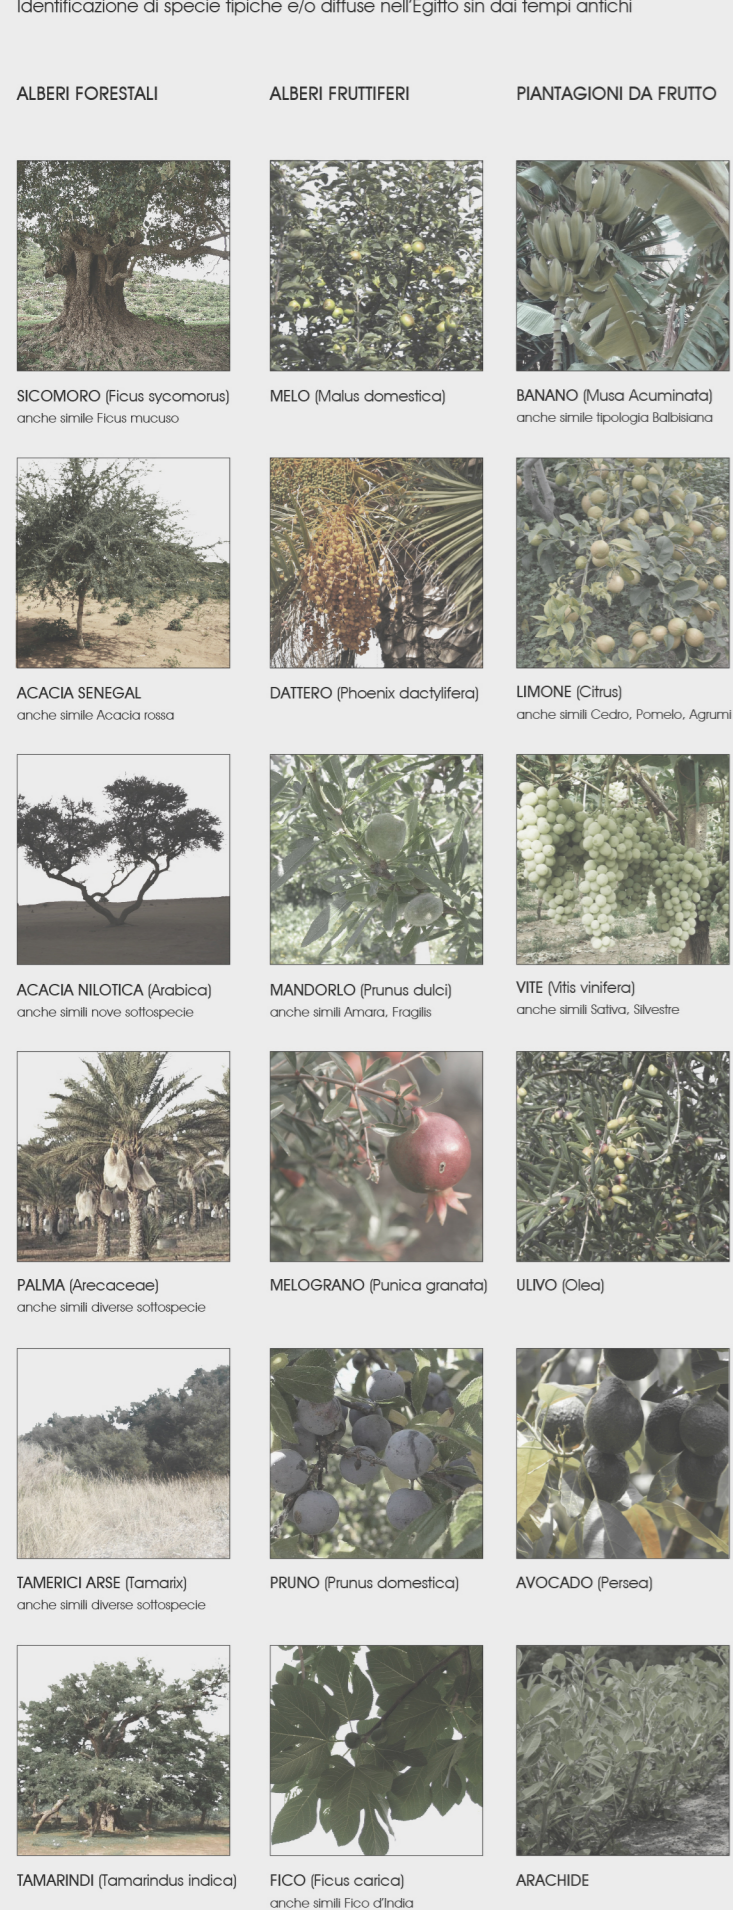 Identificazione di specie tipiche e/o diffuse nell'Egitto sin dai tempi antichi
ALBERI FORESTALI
ALBERI FRUTTIFERI
PIANTAGIONI DA FRUTTO
SICOMORO (Ficus sycomorus)
anche simile Ficus mucuso
MELO (Malus domestica)
BANANO (Musa Acuminata)
anche simile tipologia Balbisiana
ACACIA SENEGAL
anche simile Acacia rossa
DATTERO (Phoenix dactylifera)
LIMONE (Citrus)
anche simili Cedro, Pomelo, Agrumi
ACACIA NILOTICA (Arabica)
anche simili nove sottospecie
MANDORLO (Prunus dulci)
anche simili Amara, Fragilis
VITE (Vitis vinifera)
anche simili Sativa, Silvestre
PALMA (Arecaceae)
anche simili diverse sottospecie
MELOGRANO (Punica granata)
ULIVO (Olea)
TAMERICI ARSE (Tamarix)
anche simili diverse sottospecie
PRUNO (Prunus domestica)
AVOCADO (Persea)
TAMARINDI (Tamarindus indica)
FICO (Ficus carica)
anche simili Fico d'India
ARACHIDE